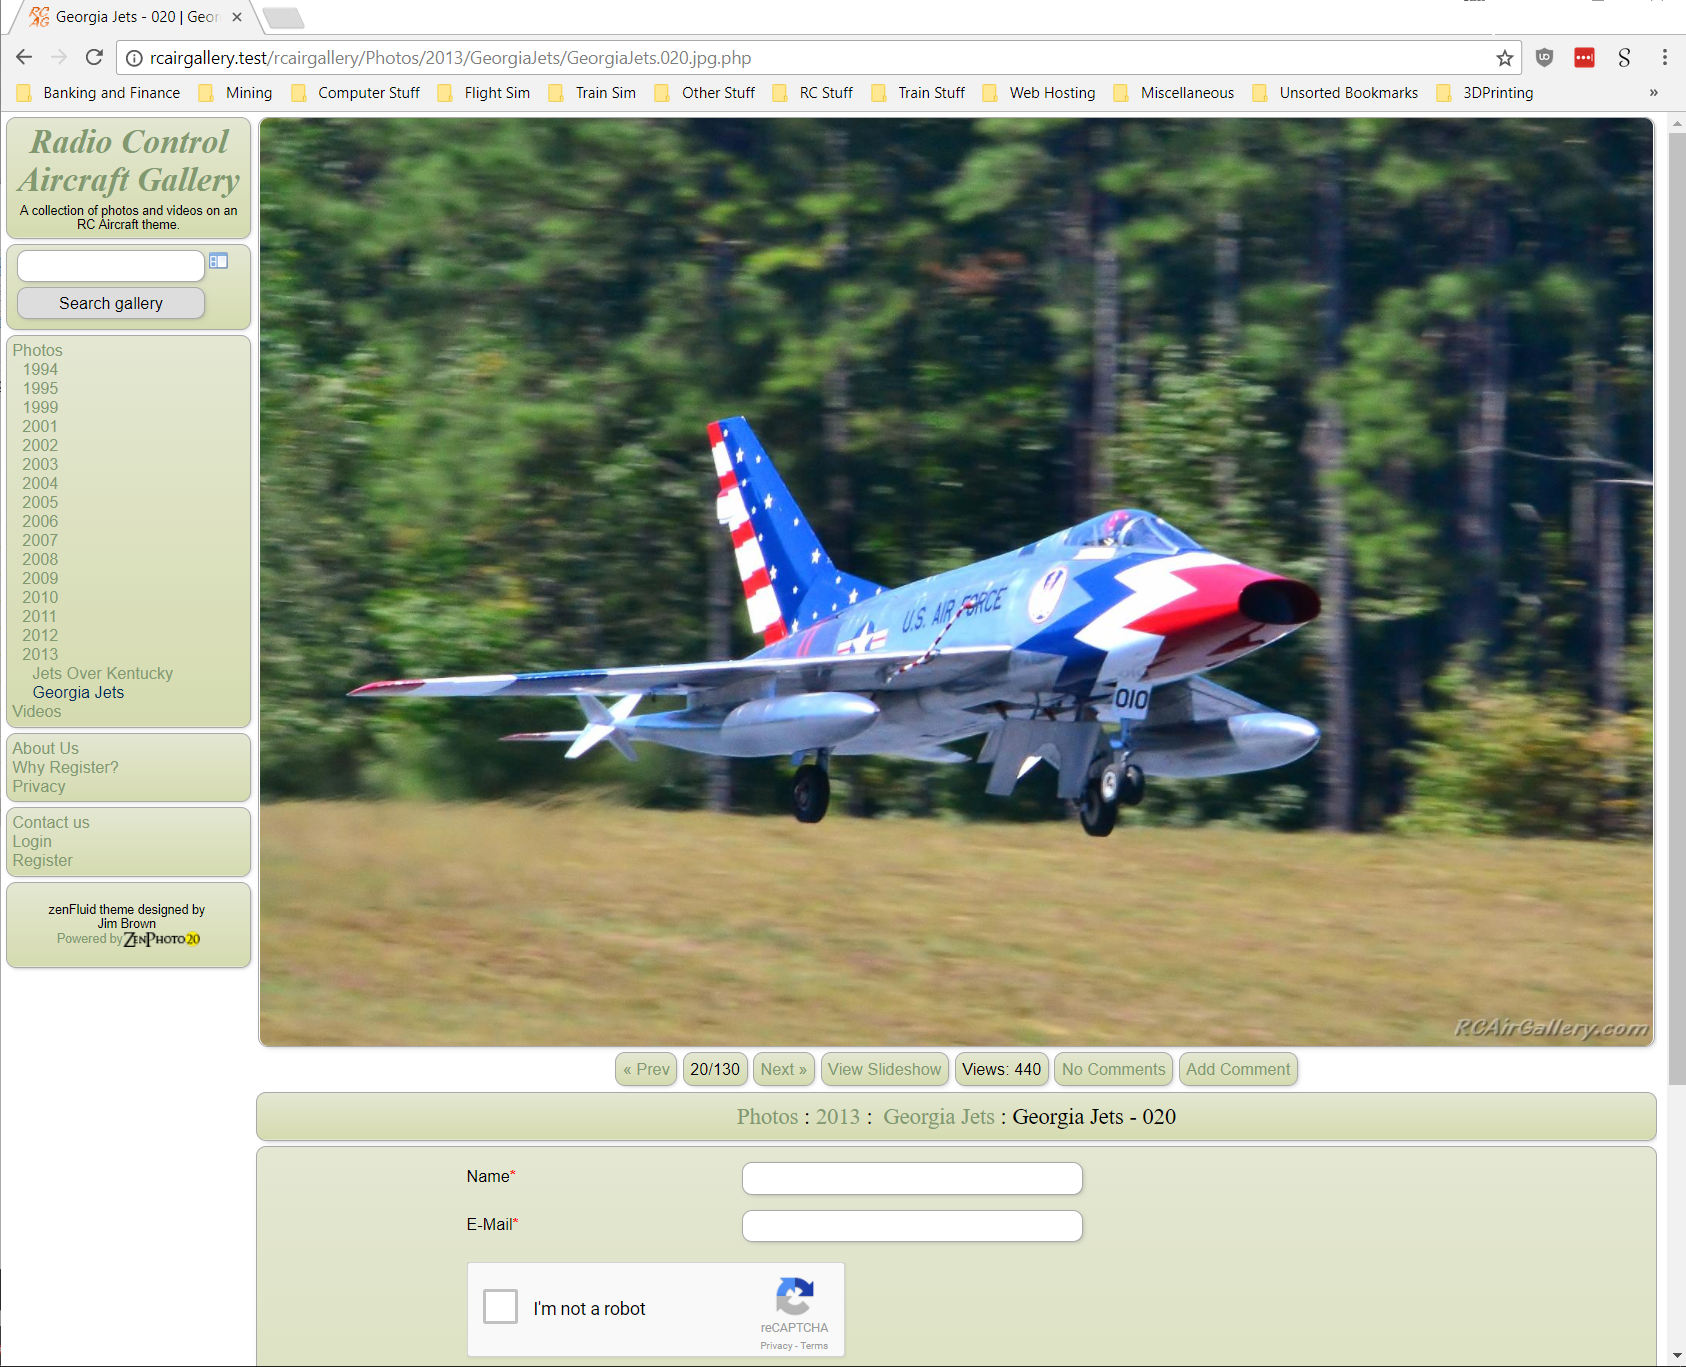 Georgia Jets - 020 | Geor
rcairgallery.test/rcairgallery/Photos/2013/GeorgiaJets/GeorgiaJets.020.jpg.php
Banking and Finance Mining Computer Stuff Flight Sim Train Sim Other Stuff RC Stuff Train Stuff Web Hosting Miscellaneous Unsorted Bookmarks 3DPrinting »
Radio Control
Aircraft Gallery
A collection of photos and videos on an
RC Aircraft theme.
Search gallery
Photos
1994
1995
1999
2001
2002
2003
2004
2005
2006
2007
2008
2009
2010
2011
2012
2013
Jets Over Kentucky
Georgia Jets
Videos
About Us
Why Register?
Privacy
Contact us
Login
Register
zenFluid theme designed by
Jim Brown
Powered by ZENPHOTO20
U.S. AIR FORCE
010
RCAirGallery.com
« Prev 20/130 Next » View Slideshow Views: 440 No Comments Add Comment
Photos : 2013 : Georgia Jets : Georgia Jets - 020
Name*
E-Mail*
I'm not a robot
reCAPTCHA
Privacy - Terms